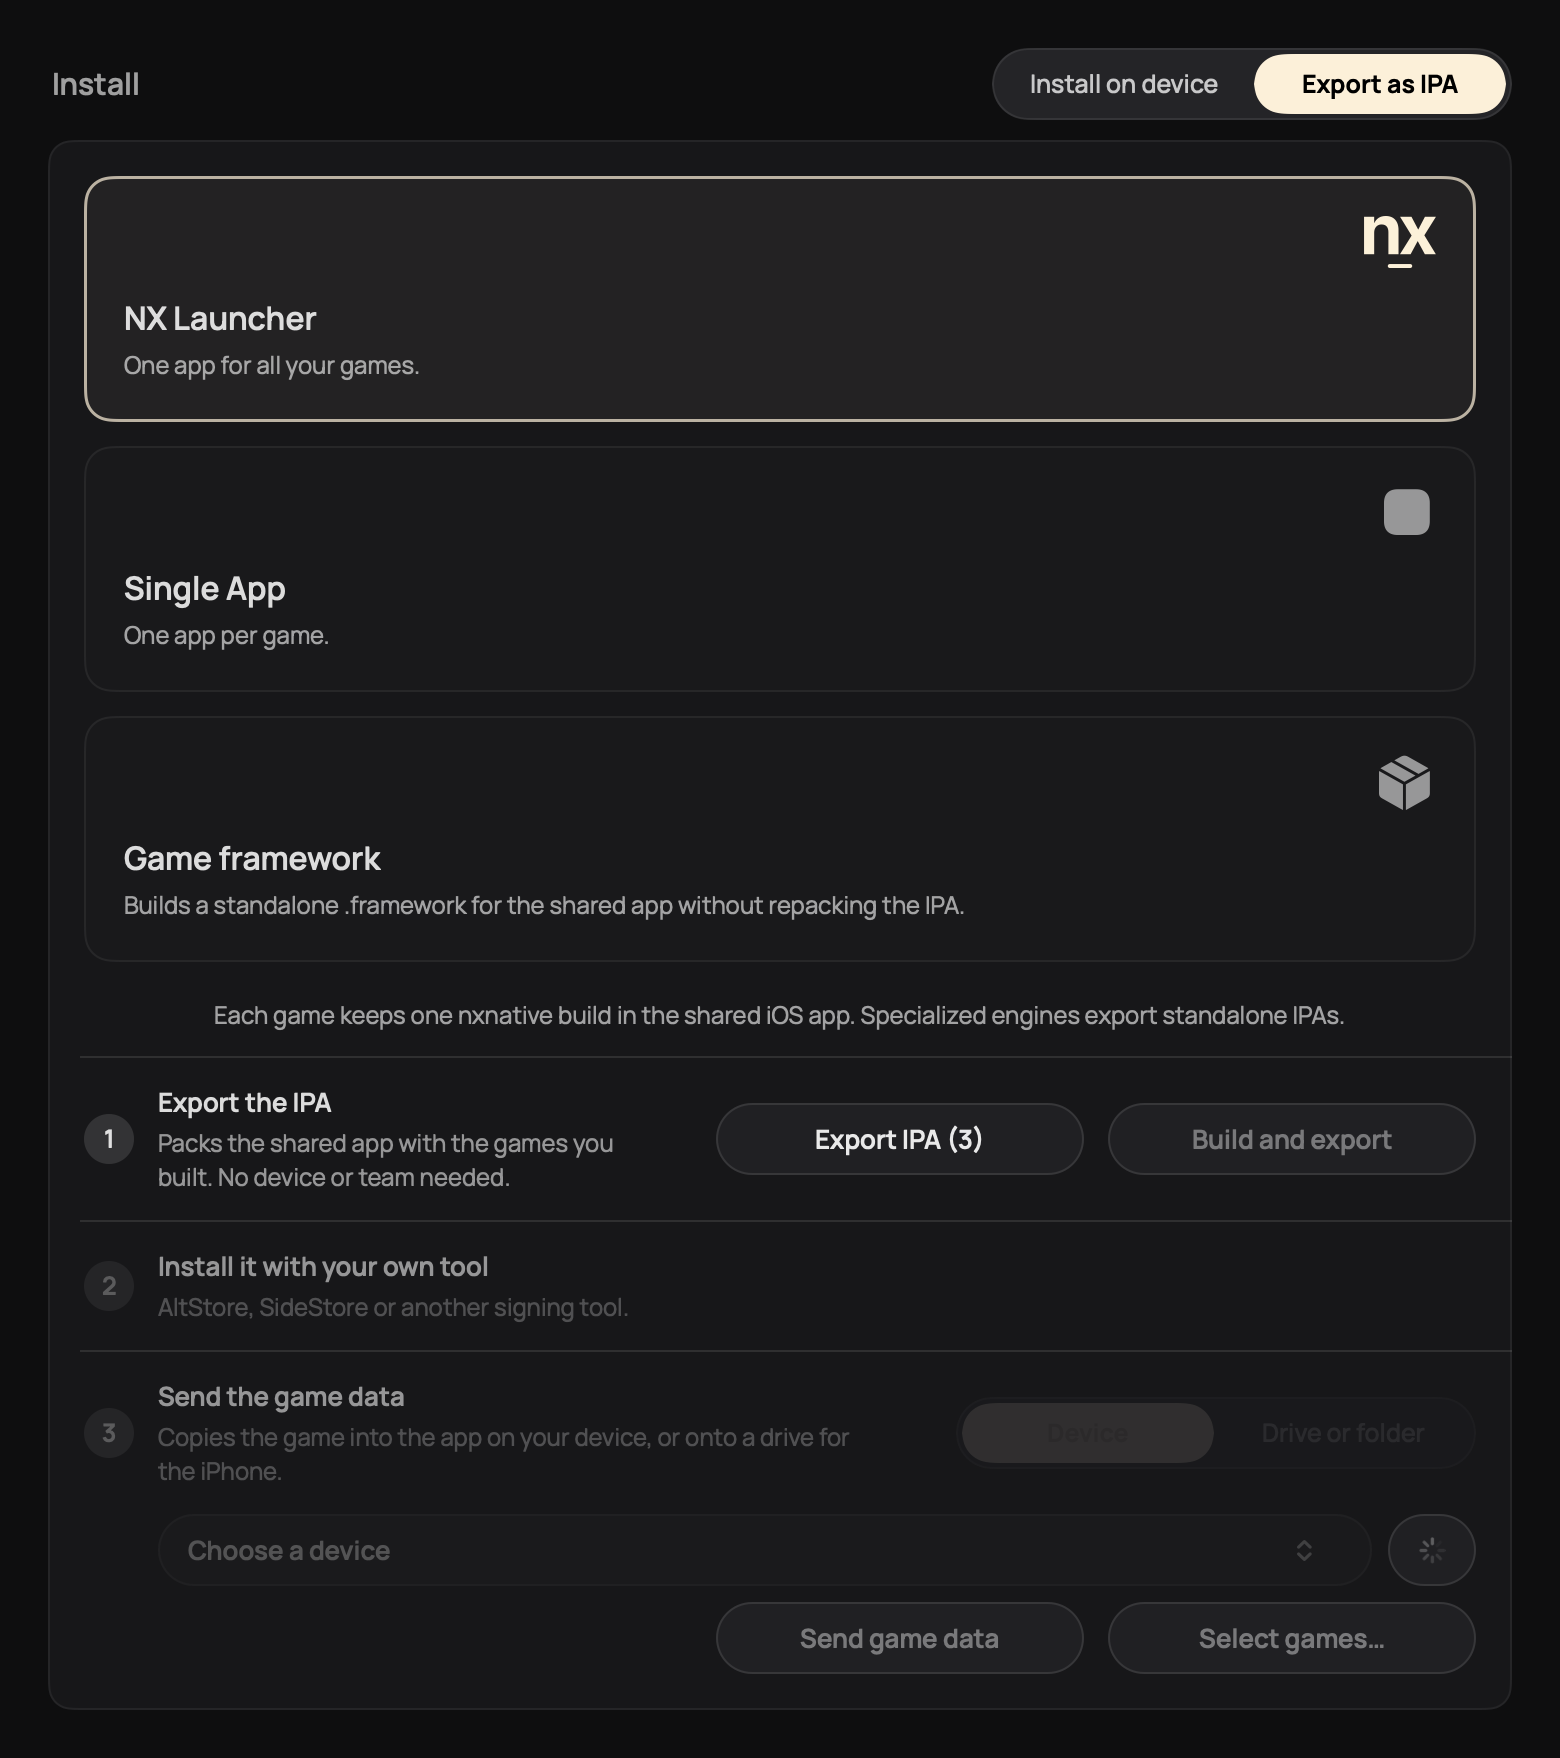 Install
Install on device
Export as IPA
nx
NX Launcher
One app for all your games.
Single App
One app per game.
Game framework
Builds a standalone .framework for the shared app without repacking the IPA.
Each game keeps one nxnative build in the shared iOS app. Specialized engines export standalone IPAs.
1
Export the IPA
Packs the shared app with the games you
built. No device or team needed.
Export IPA (3)
Build and export
2
Install it with your own tool
AltStore, SideStore or another signing tool.
3
Send the game data
Copies the game into the app on your device, or onto a drive for
the iPhone.
Device
Drive or folder
Choose a device
Send game data
Select games...